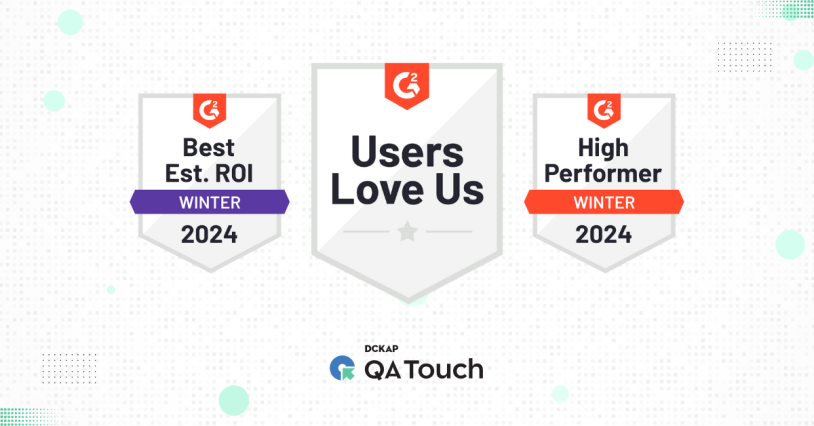 G2
Best
Est. ROI
WINTER
2024
G2
Users
Love Us
G2
High
Performer
WINTER
2024
DCKAP
QA Touch